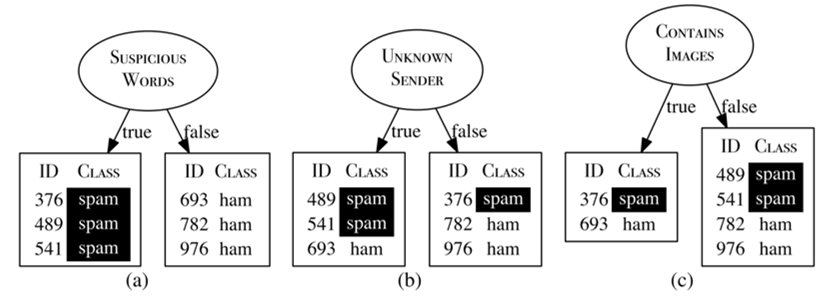 SUSPICIOUS
WORDS
true
false
ID CLASS
376 spam
489 spam
541 spam
ID CLASS
693 ham
782 ham
976 ham
(a)
UNKNOWN
SENDER
true
false
ID CLASS
489 spam
541 spam
693 ham
ID CLASS
376 spam
782 ham
976 ham
(b)
CONTAINS
IMAGES
true
false
ID CLASS
376 spam
693 ham
ID CLASS
489 spam
541 spam
782 ham
976 ham
(c)